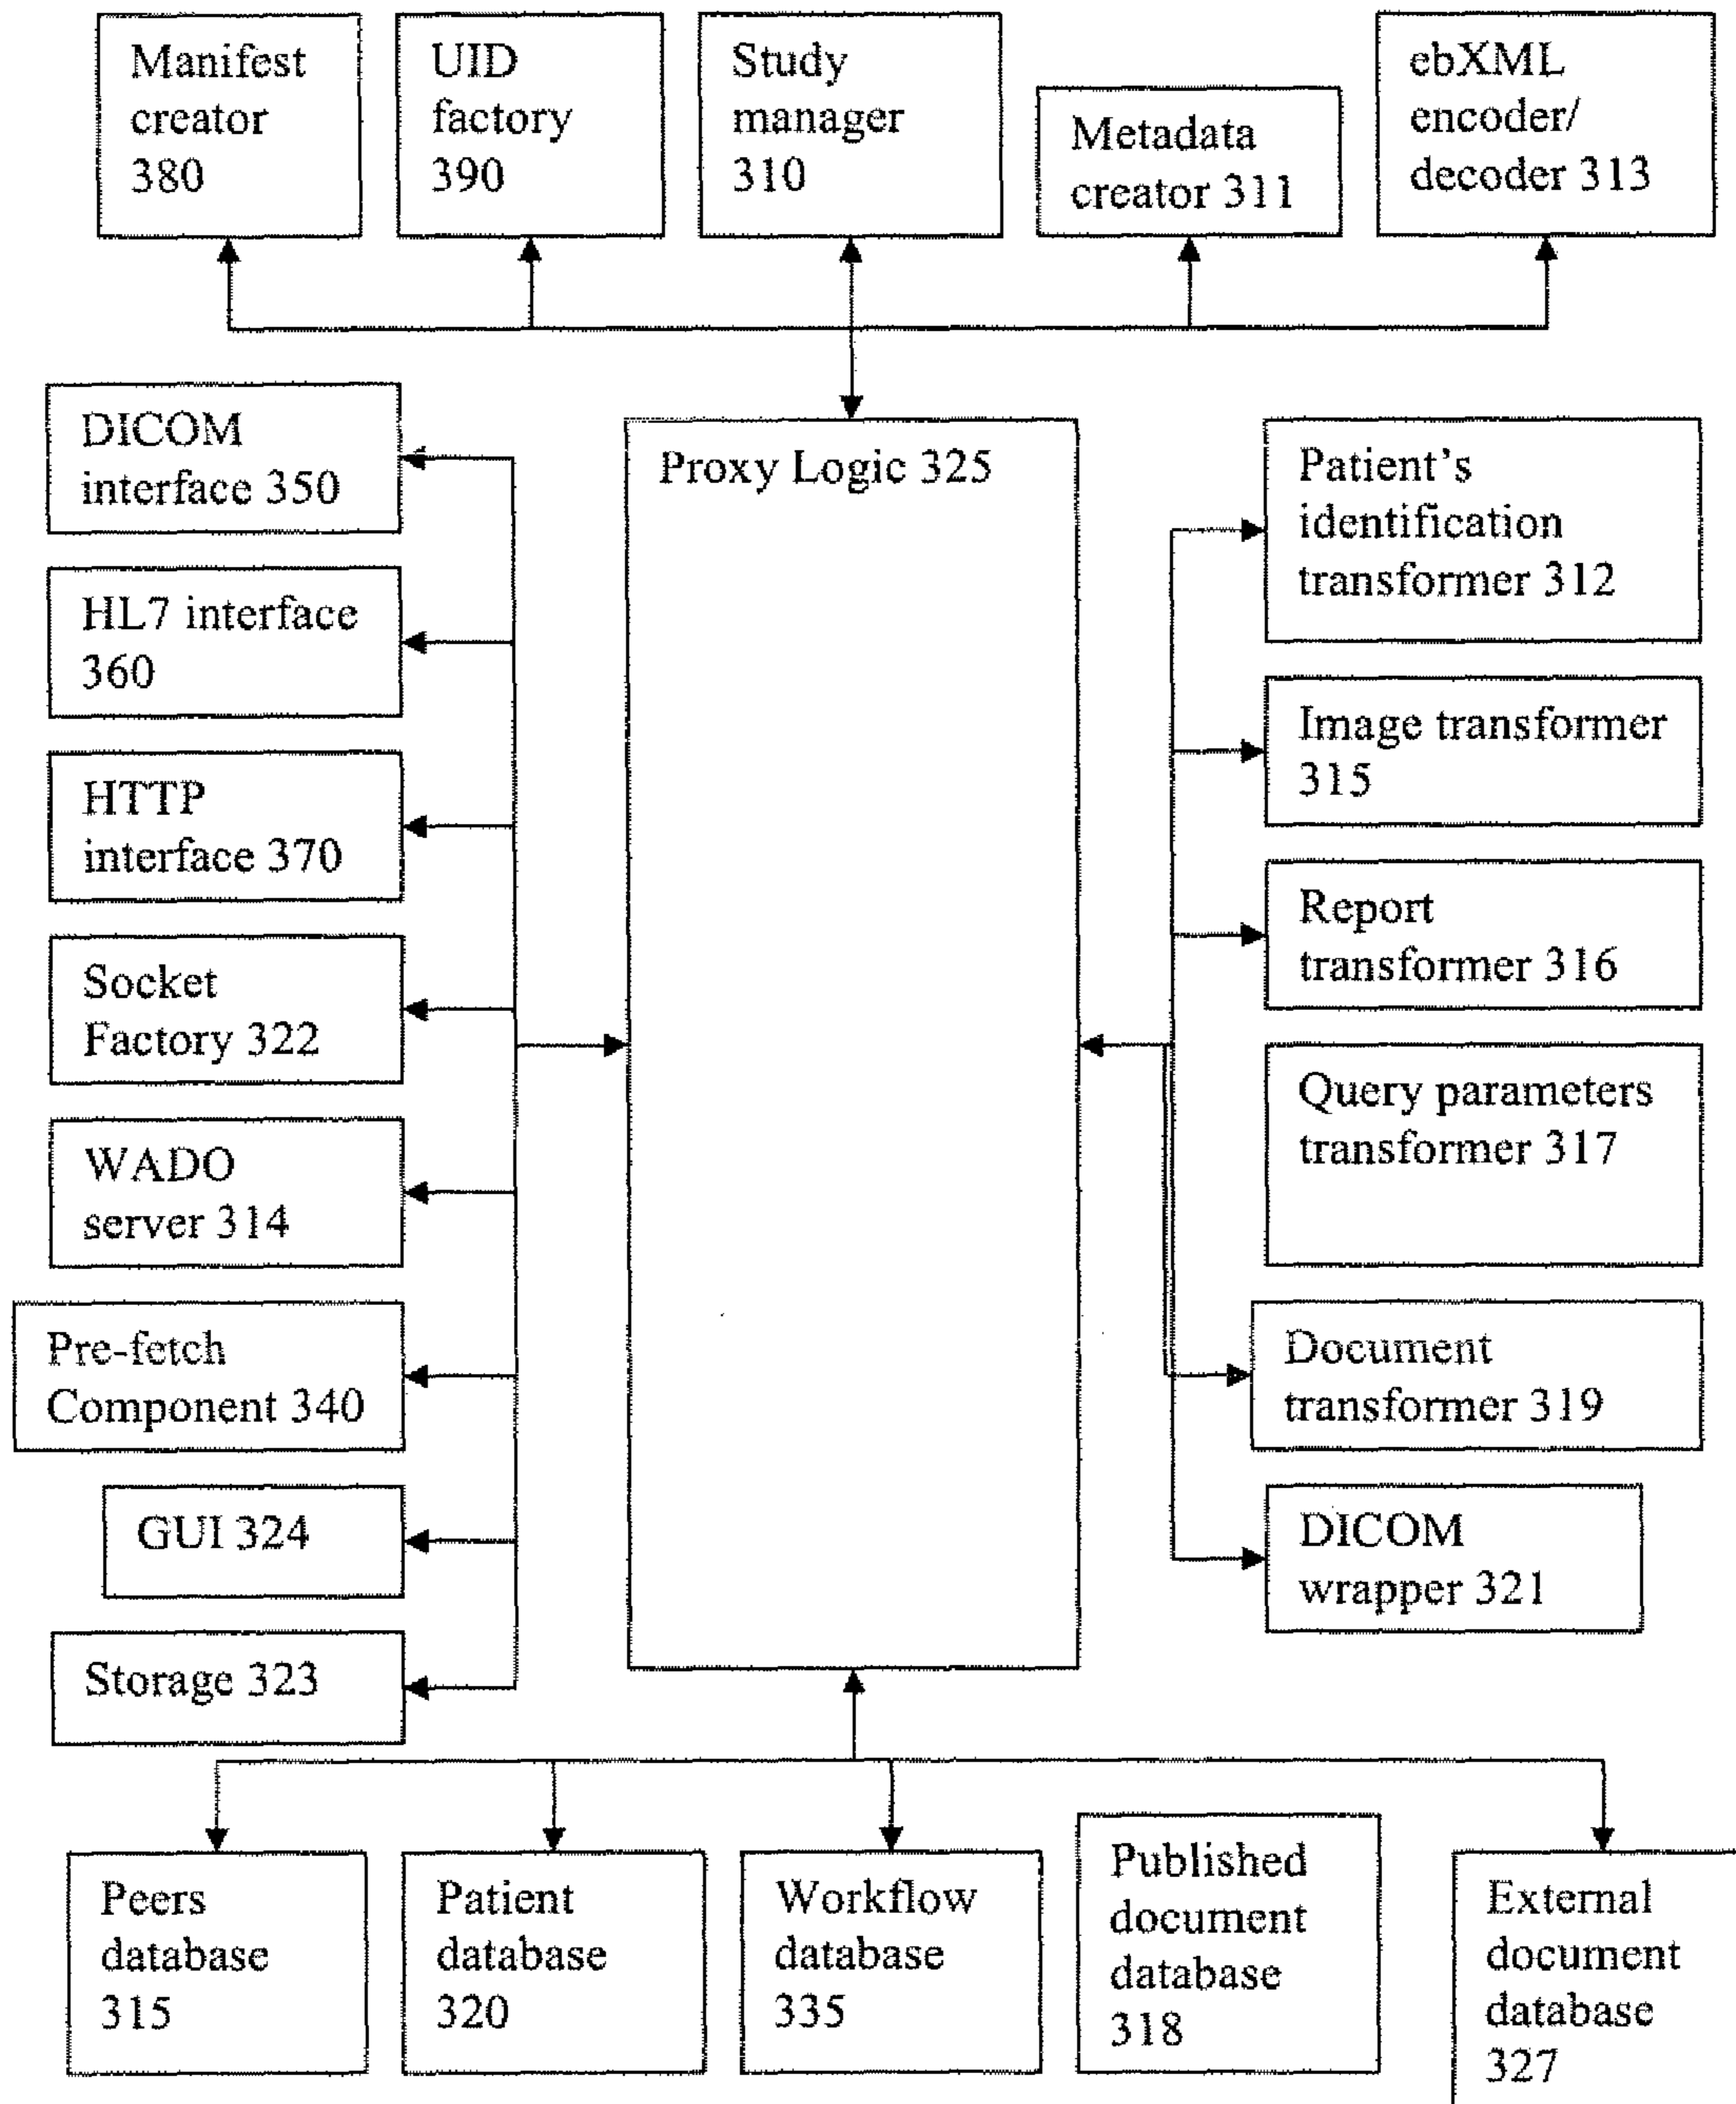 Manifest
creator
380
UID
factory
390
Study
manager
310
Metadata
creator 311
ebXML
encoder/
decoder 313
DICOM
interface 350
HL7 interface
360
HTTP
interface 370
Socket
Factory 322
WADO
server 314
Pre-fetch
Component 340
GUI 324
Storage 323
Proxy Logic 325
Patient's
identification
transformer 312
Image transformer
315
Report
transformer 316
Query parameters
transformer 317
Document
transformer 319
DICOM
wrapper 321
Peers
database
315
Patient
database
320
Workflow
database
335
Published
document
database
318
External
document
database
327